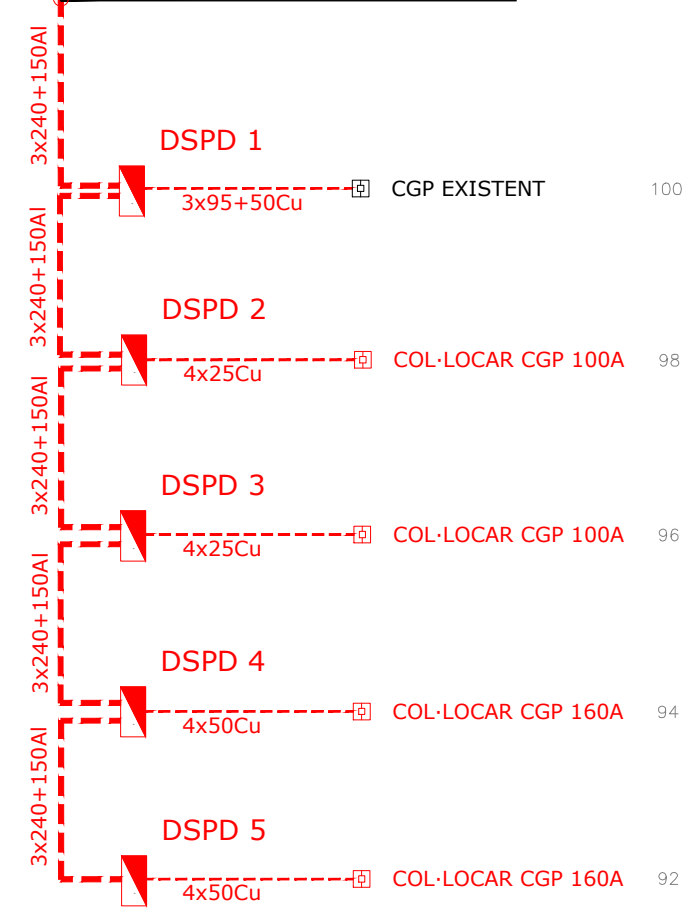 3x240+150Al
DSPD 1
3x95+50Cu
CGP EXISTENT
100
3x240+150Al
DSPD 2
4x25Cu
COL·LOCAR CGP 100A
98
3x240+150Al
DSPD 3
4x25Cu
COL·LOCAR CGP 100A
96
3x240+150Al
DSPD 4
4x50Cu
COL·LOCAR CGP 160A
94
3x240+150Al
DSPD 5
4x50Cu
COL·LOCAR CGP 160A
92